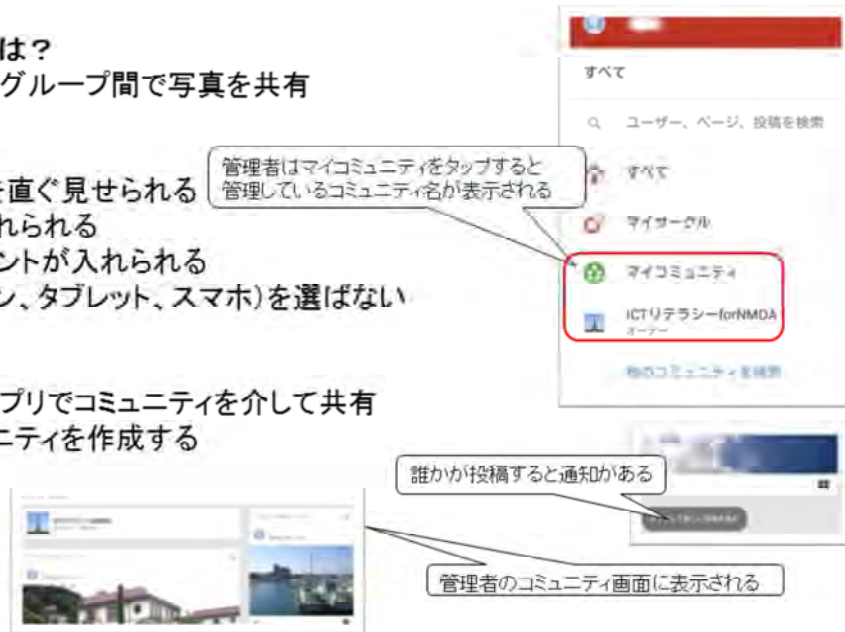 は？
グループ間で写真を共有
を直ぐ見せられる
れられる
ントが入れられる
ン、タブレット、スマホ）を選ばない
プリでコミュニティを介して共有
ニティを作成する
管理者はマイコミュニティをタップすると
管理しているコミュニティ名が表示される
すべて
ユーザー、ページ、投稿を検索
すべて
マイサークル
マイコミュニティ
ICTリテラシーforNMDA
オーナー
他のコミュニティを検索
誰かが投稿すると通知がある
管理者のコミュニティ画面に表示される